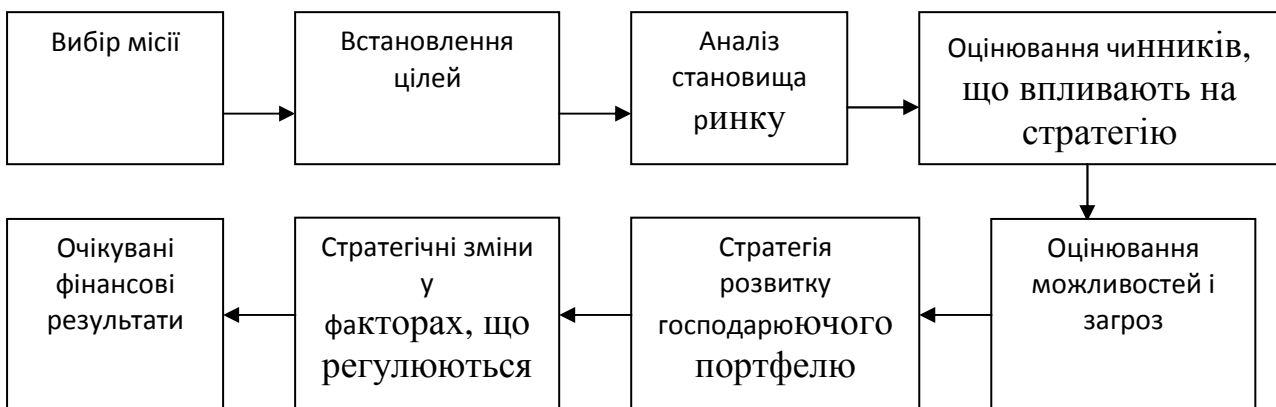 Вибір місії
Встановлення
цілей
Аналіз
становища
ринку
Оцінювання чинників,
що впливають на
стратегію
Очікувані
фінансові
результати
Стратегічні зміни
у
факторах, що
регулюються
Стратегія
розвитку
господарюючого
портфелю
Оцінювання
можливостей і
загроз